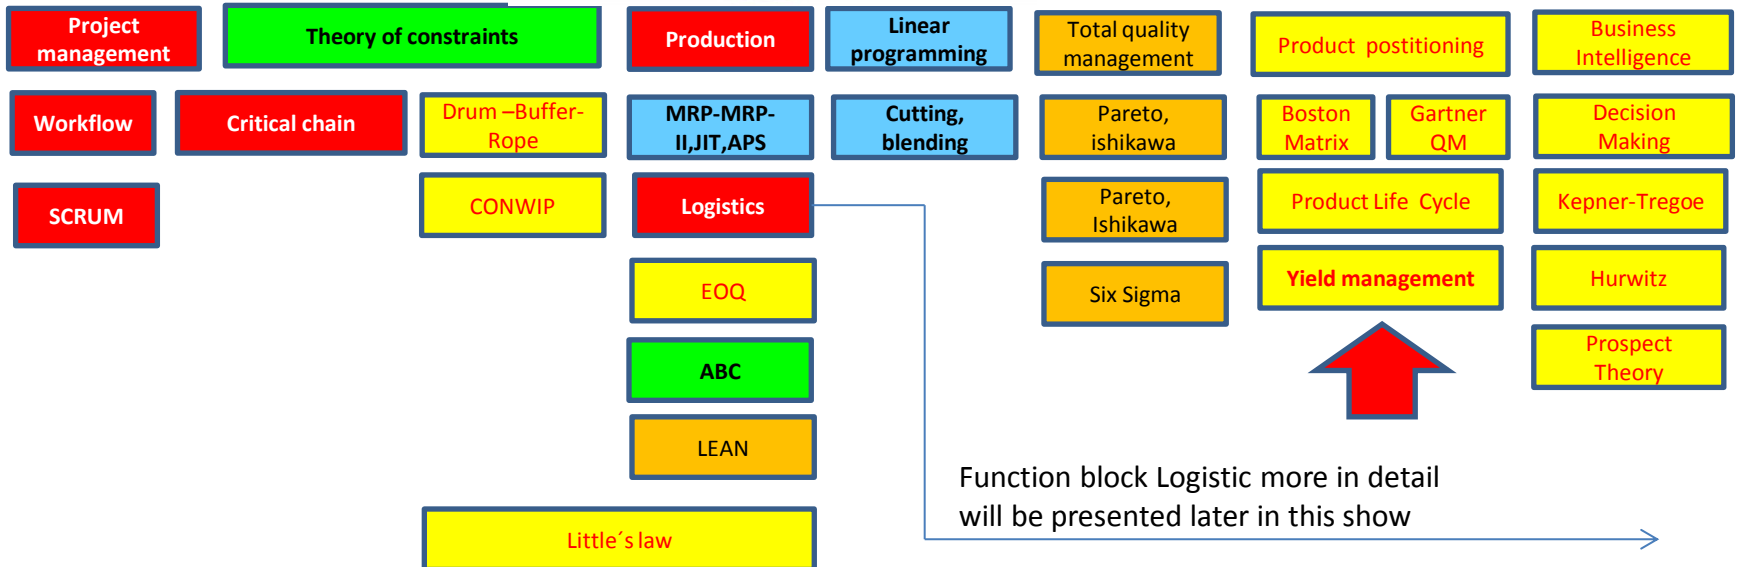 Project
management
Theory of constraints
Production
Linear
programming
Total quality
management
Product postitioning
Business
Intelligence
Workflow
Critical chain
Drum –Buffer-
Rope
MRP-MRP-
II,JIT,APS
Cutting,
blending
Pareto,
ishikawa
Boston
Matrix
Gartner
QM
Decision
Making
SCRUM
CONWIP
Logistics
Pareto,
Ishikawa
Product Life Cycle
Kepner-Tregoe
EOQ
Six Sigma
Yield management
Hurwitz
ABC
Prospect
Theory
LEAN
Function block Logistic more in detail
will be presented later in this show
Little´s law